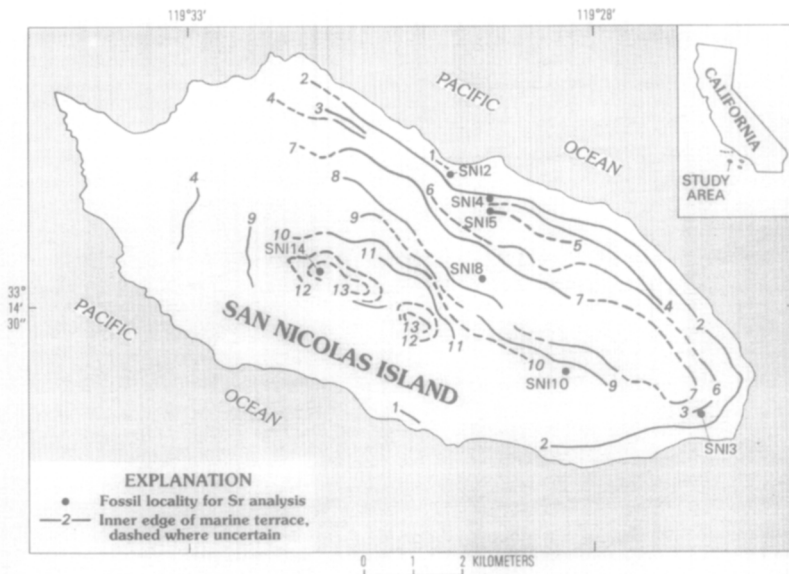 119°33'
119°28'
2
4
3
PACIFIC
OCEAN
CALIFORNIA
STUDY
AREA
1
SNI2
7
6
8
SNI4
SNI5
4
9
9
10
SNI14
11
5
SNI8
12
13
33°
14'
30"
PACIFIC
OCEAN
SAN NICOLAS ISLAND
13
12
11
10
7
4
2
SNI10
9
7
6
3
SNI3
1
2
EXPLANATION
Fossil locality for Sr analysis
2 Inner edge of marine terrace,
dashed where uncertain
0 1 2 KILOMETERS